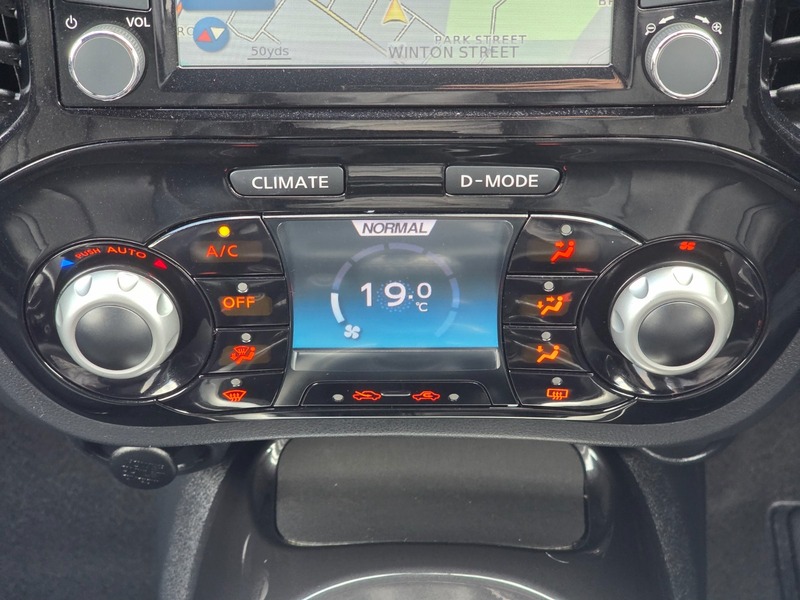 VOL
50yds
PARK STREET
WINTON STREET
CLIMATE
D-MODE
NORMAL
PUSH AUTO
A/C
OFF
19.0
°C